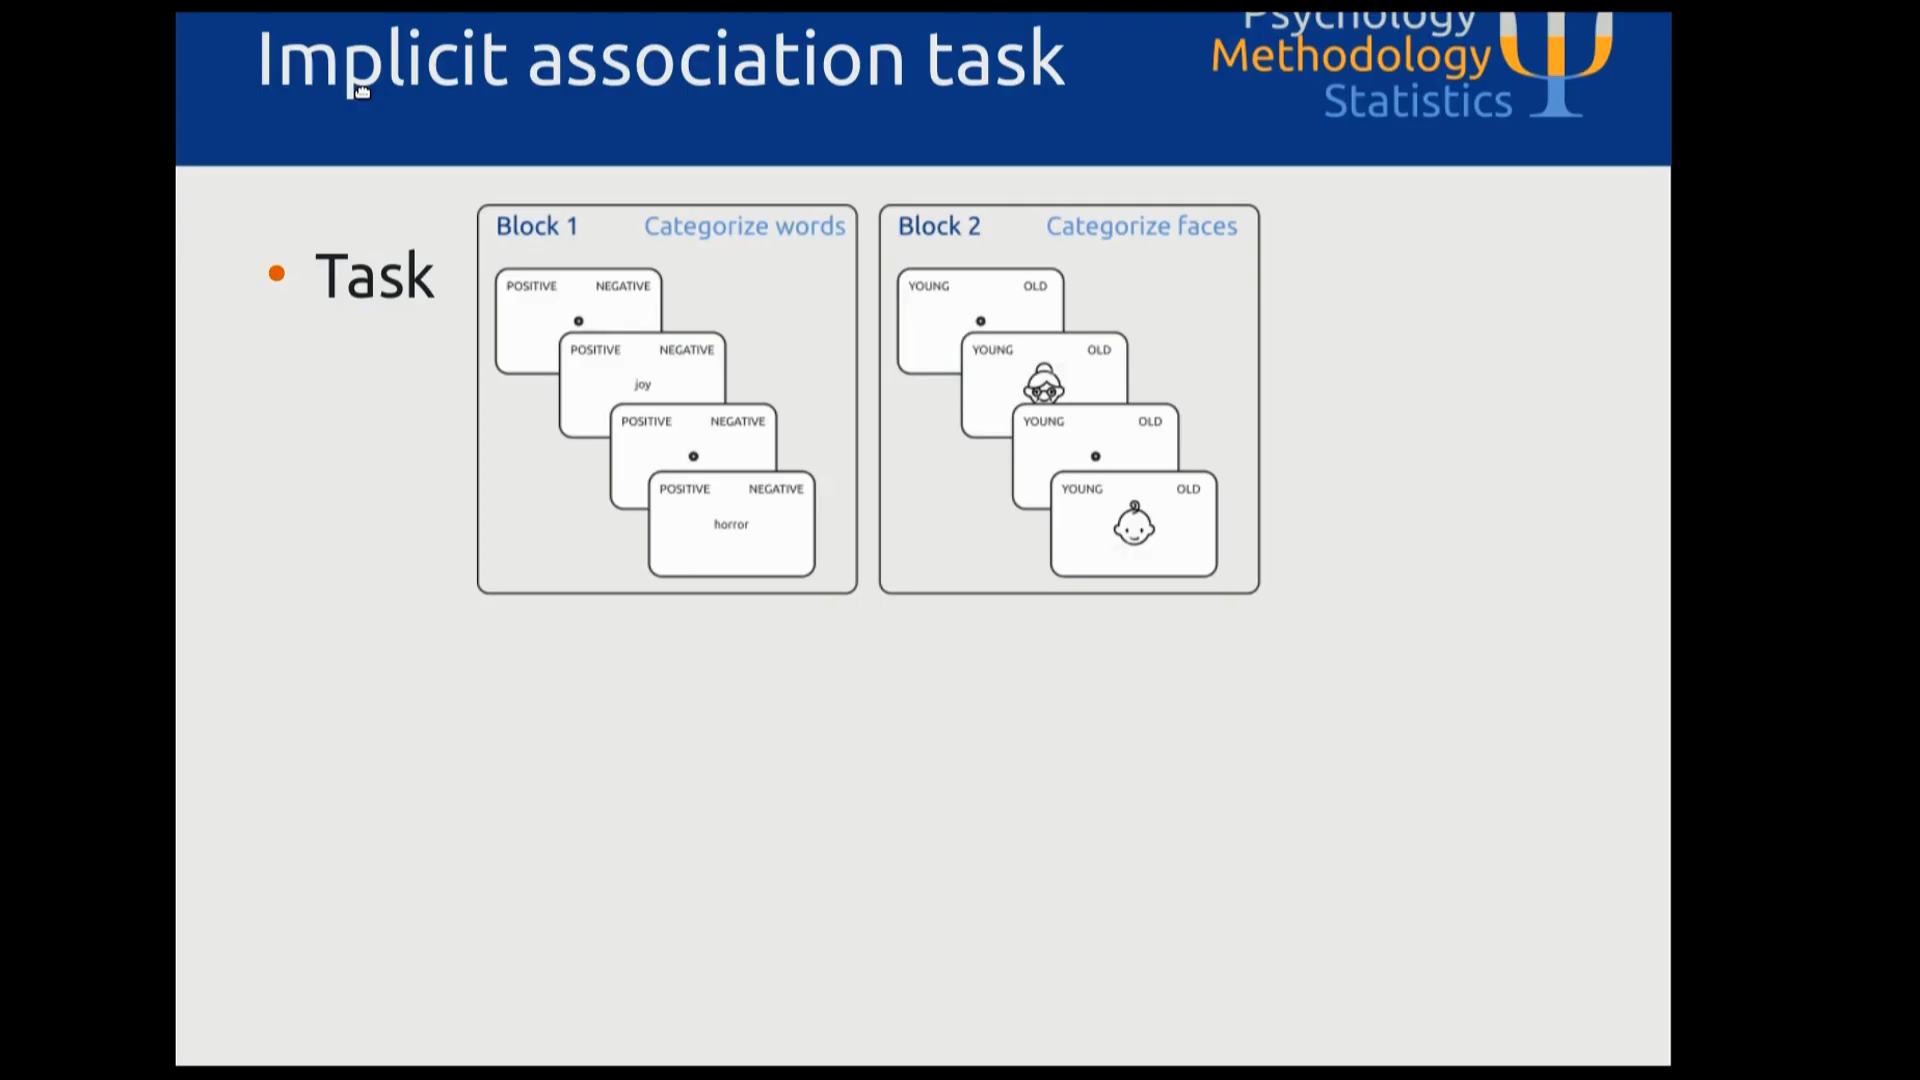 Implicit association task
Psychology
Methodology
Statistics
• Task
Block 1 Categorize words
POSITIVE NEGATIVE
POSITIVE NEGATIVE
joy
POSITIVE NEGATIVE
POSITIVE NEGATIVE
horror
Block 2 Categorize faces
YOUNG OLD
YOUNG OLD
YOUNG OLD
YOUNG OLD